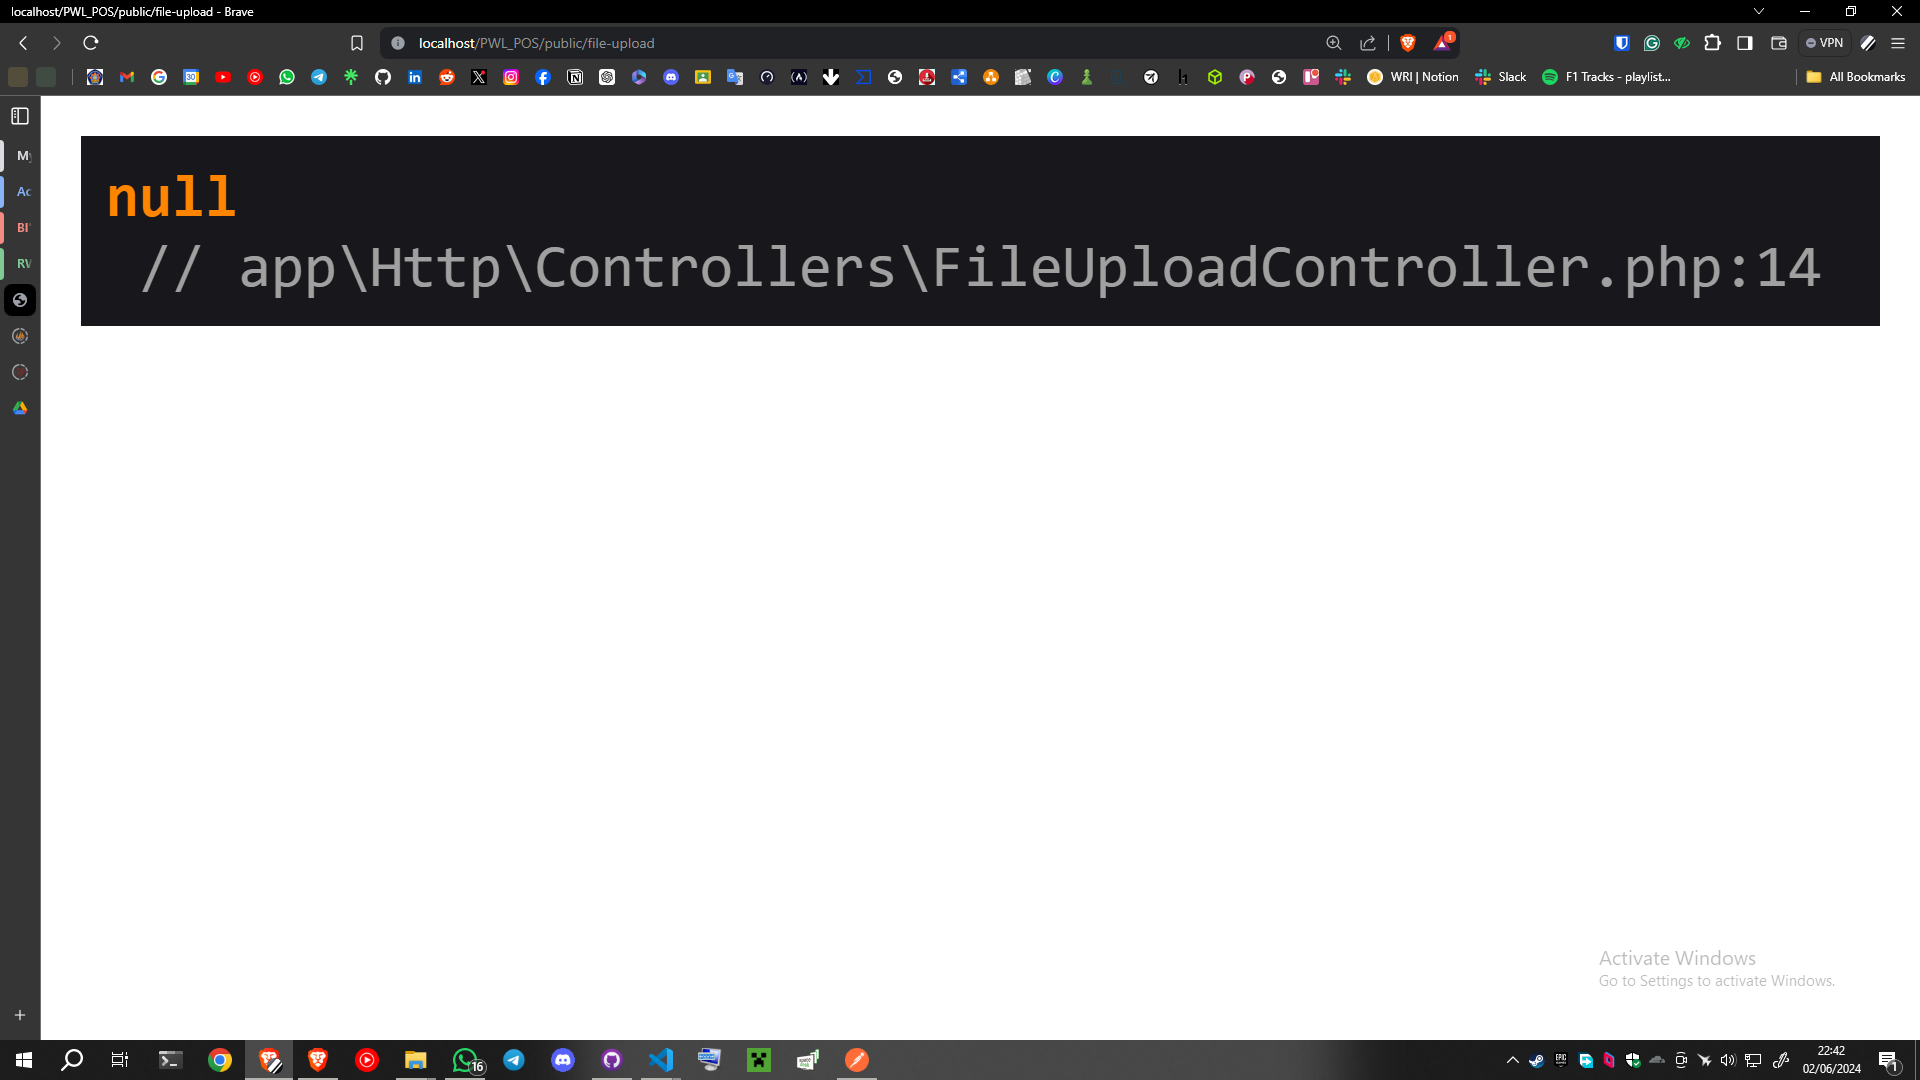 localhost/PWL_POS/public/file-upload - Brave
localhost/PWL_POS/public/file-upload
1
VPN
WRI | Notion
Slack
F1 Tracks - playlist...
All Bookmarks
Ac
RV
null
// app\Http\Controllers\FileUploadController.php:14
Activate Windows
Go to Settings to activate Windows.
16
22:42
02/06/2024
1